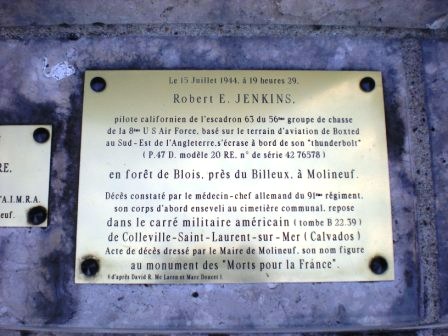 Le 15 Juillet 1944, à 19 heures 29,
Robert E. JENKINS,
pilote californien de l'escadron 63 du 56ème groupe de chasse
de la 8ème U S Air Force, basé sur le terrain d'aviation de Boxted
au Sud-Est de l'Angleterre, s'écrase à bord de son "thunderbolt"
( P.47 D. modèle 20 RE. n° de série 42 76578 )
en forêt de Blois, près du Billeux, à Molineuf.
Décès constaté par le médecin-chef allemand du 91ème régiment,
son corps d'abord enseveli au cimetière communal, repose
dans le carré militaire américain ( tombe B 22.39 )
de Colleville-Saint-Laurent-sur-Mer ( Calvados )
Acte de décès dressé par le Maire de Molineuf, son nom figure
au monument des "Morts pour la France".
( d'après David R. Mc Laren et Marc Doucet )
RE.
'A.I.M.R.A.
euf.